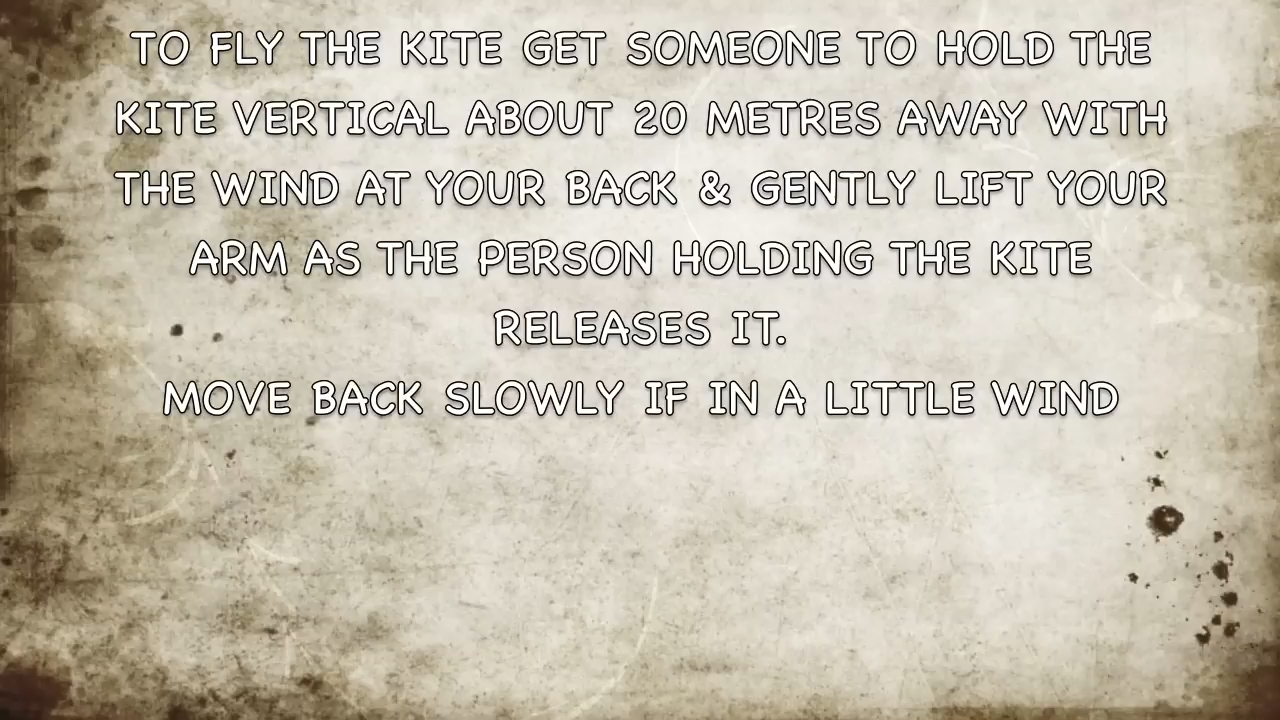 TO FLY THE KITE GET SOMEONE TO HOLD THE
KITE VERTICAL ABOUT 20 METRES AWAY WITH
THE WIND AT YOUR BACK & GENTLY LIFT YOUR
ARM AS THE PERSON HOLDING THE KITE
RELEASES IT.
MOVE BACK SLOWLY IF IN A LITTLE WIND